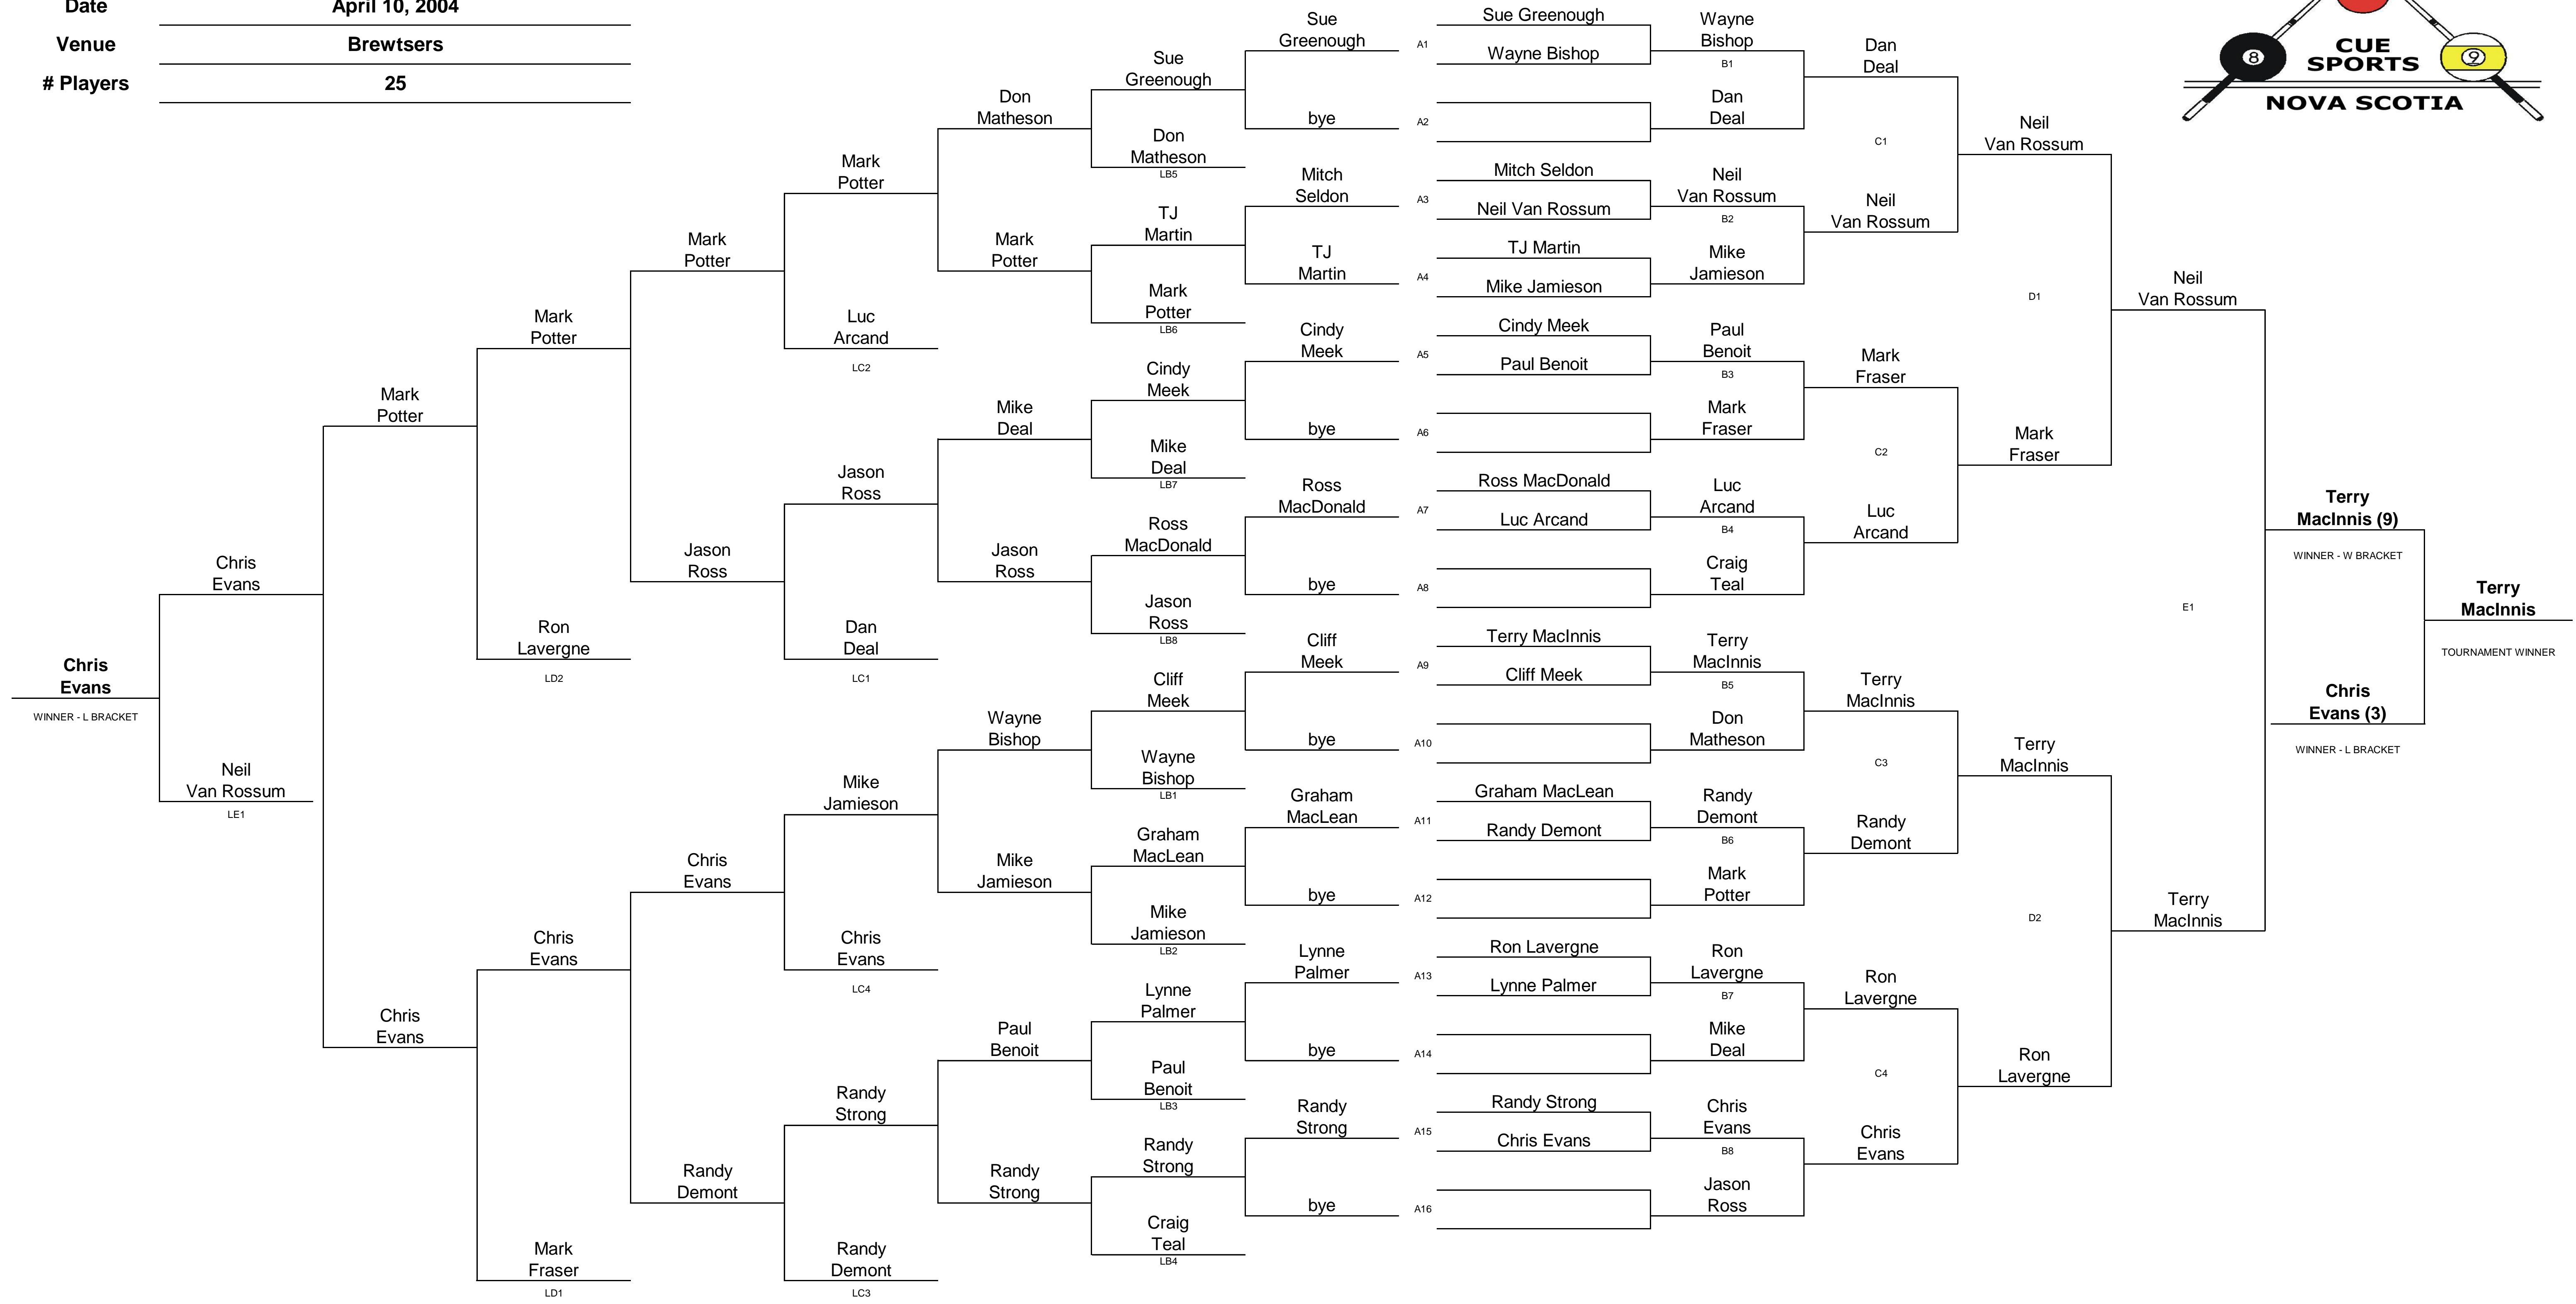 Date
April 10, 2004
Venue
Brewtsers
# Players
25
8
CUE
SPORTS
9
NOVA SCOTIA
Chris
Evans
WINNER - L BRACKET
Chris
Evans
Neil
Van Rossum
LE1
Mark
Potter
Chris
Evans
Mark
Potter
Ron
Lavergne
LD2
Chris
Evans
Mark
Fraser
LD1
Mark
Potter
Jason
Ross
Chris
Evans
Randy
Demont
Mark
Potter
Luc
Arcand
LC2
Jason
Ross
Dan
Deal
LC1
Mike
Jamieson
Chris
Evans
LC4
Randy
Strong
Randy
Demont
LC3
Don
Matheson
Mark
Potter
Mike
Deal
Jason
Ross
Wayne
Bishop
Mike
Jamieson
Paul
Benoit
Randy
Strong
Sue
Greenough
Don
Matheson
LB5
TJ
Martin
Mark
Potter
LB6
Cindy
Meek
Mike
Deal
LB7
Ross
MacDonald
Jason
Ross
LB8
Cliff
Meek
Wayne
Bishop
LB1
Graham
MacLean
Mike
Jamieson
LB2
Lynne
Palmer
Paul
Benoit
LB3
Randy
Strong
Craig
Teal
LB4
Sue
Greenough
bye
Mitch
Seldon
TJ
Martin
Cindy
Meek
bye
Ross
MacDonald
bye
Cliff
Meek
bye
Graham
MacLean
bye
Lynne
Palmer
bye
Randy
Strong
bye
A1
A2
A3
A4
A5
A6
A7
A8
A9
A10
A11
A12
A13
A14
A15
A16
Sue Greenough
Wayne Bishop
Mitch Seldon
Neil Van Rossum
TJ Martin
Mike Jamieson
Cindy Meek
Paul Benoit
Ross MacDonald
Luc Arcand
Terry MacInnis
Cliff Meek
Graham MacLean
Randy Demont
Ron Lavergne
Lynne Palmer
Randy Strong
Chris Evans
Wayne
Bishop
B1
Dan
Deal
Neil
Van Rossum
B2
Mike
Jamieson
Paul
Benoit
B3
Mark
Fraser
Luc
Arcand
B4
Craig
Teal
Terry
MacInnis
B5
Don
Matheson
Randy
Demont
B6
Mark
Potter
Ron
Lavergne
B7
Mike
Deal
Chris
Evans
B8
Jason
Ross
Dan
Deal
C1
Neil
Van Rossum
Mark
Fraser
C2
Luc
Arcand
Terry
MacInnis
C3
Randy
Demont
Ron
Lavergne
C4
Chris
Evans
Neil
Van Rossum
D1
Mark
Fraser
Terry
MacInnis
D2
Ron
Lavergne
Neil
Van Rossum
E1
Terry
MacInnis
Terry
MacInnis (9)
WINNER - W BRACKET
Chris
Evans (3)
WINNER - L BRACKET
Terry
MacInnis
TOURNAMENT WINNER